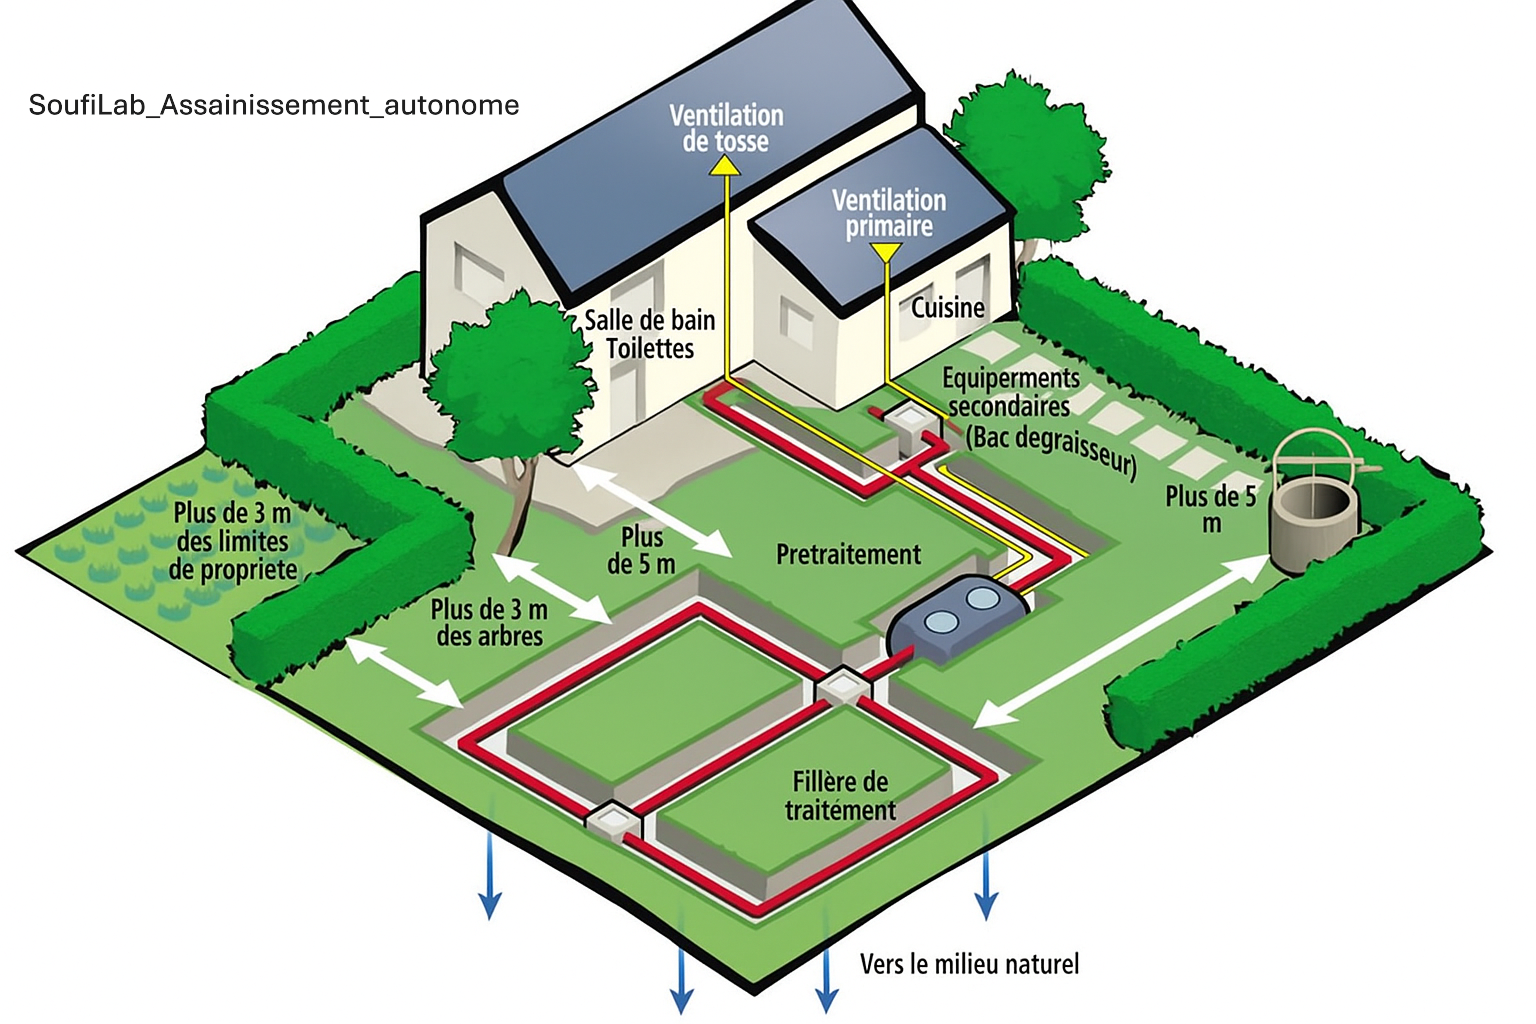 SoufiLab_Assainissement_autonome
Ventilation
de tosse
Ventilation
primaire
Salle de bain
Toilettes
Cuisine
Equiperments
secondaires
(Bac degraisseur)
Plus de 5
m
Plus de 3 m
des limites
de propriete
Plus
de 5 m
Pretraitement
Plus de 3 m
des arbres
Fillère de
traitément
Vers le milieu naturel